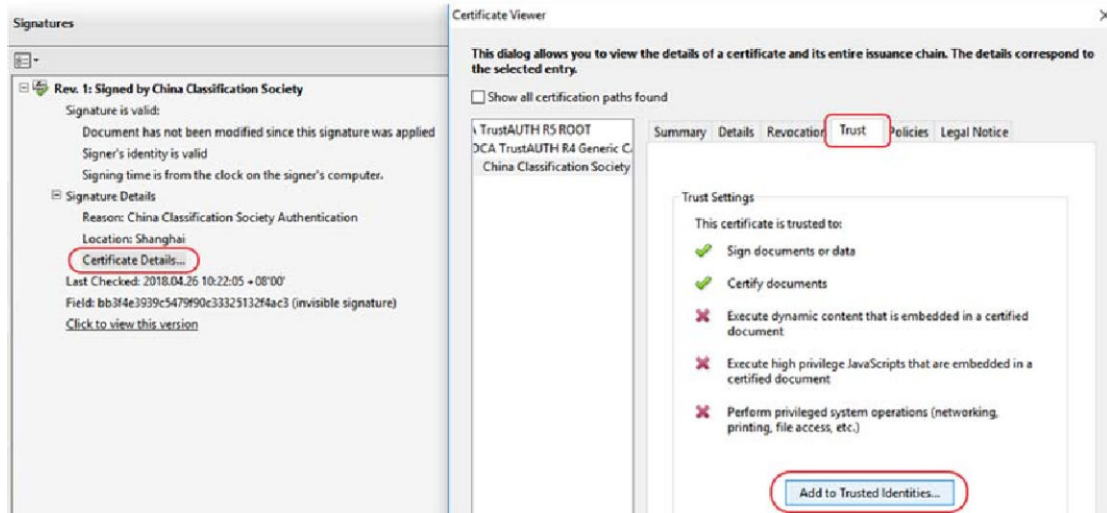 Signatures
Rev. 1: Signed by China Classification Society
Signature is valid:
Document has not been modified since this signature was applied
Signer's identity is valid
Signing time is from the clock on the signer's computer.
Signature Details
Reason: China Classification Society Authentication
Location: Shanghai
Certificate Details...
Last Checked: 2018.04.26 10:22:05 +08'00'
Field: bb3f4e3939c5479f90c33325132f4ac3 (invisible signature)
Click to view this version
Certificate Viewer
This dialog allows you to view the details of a certificate and its entire issuance chain. The details correspond to
the selected entry.
Show all certification paths found
TrustAUTH R5 ROOT
TrustAUTH R4 Generic
China Classification Society
Summary Details Revocation Trust Policies Legal Notice
Trust Settings
This certificate is trusted to:
Sign documents or data
Certify documents
Execute dynamic content that is embedded in a certified
document
Execute high privilege JavaScripts that are embedded in a
certified document
Perform privileged system operations (networking,
printing, file access, etc.)
Add to Trusted Identities...